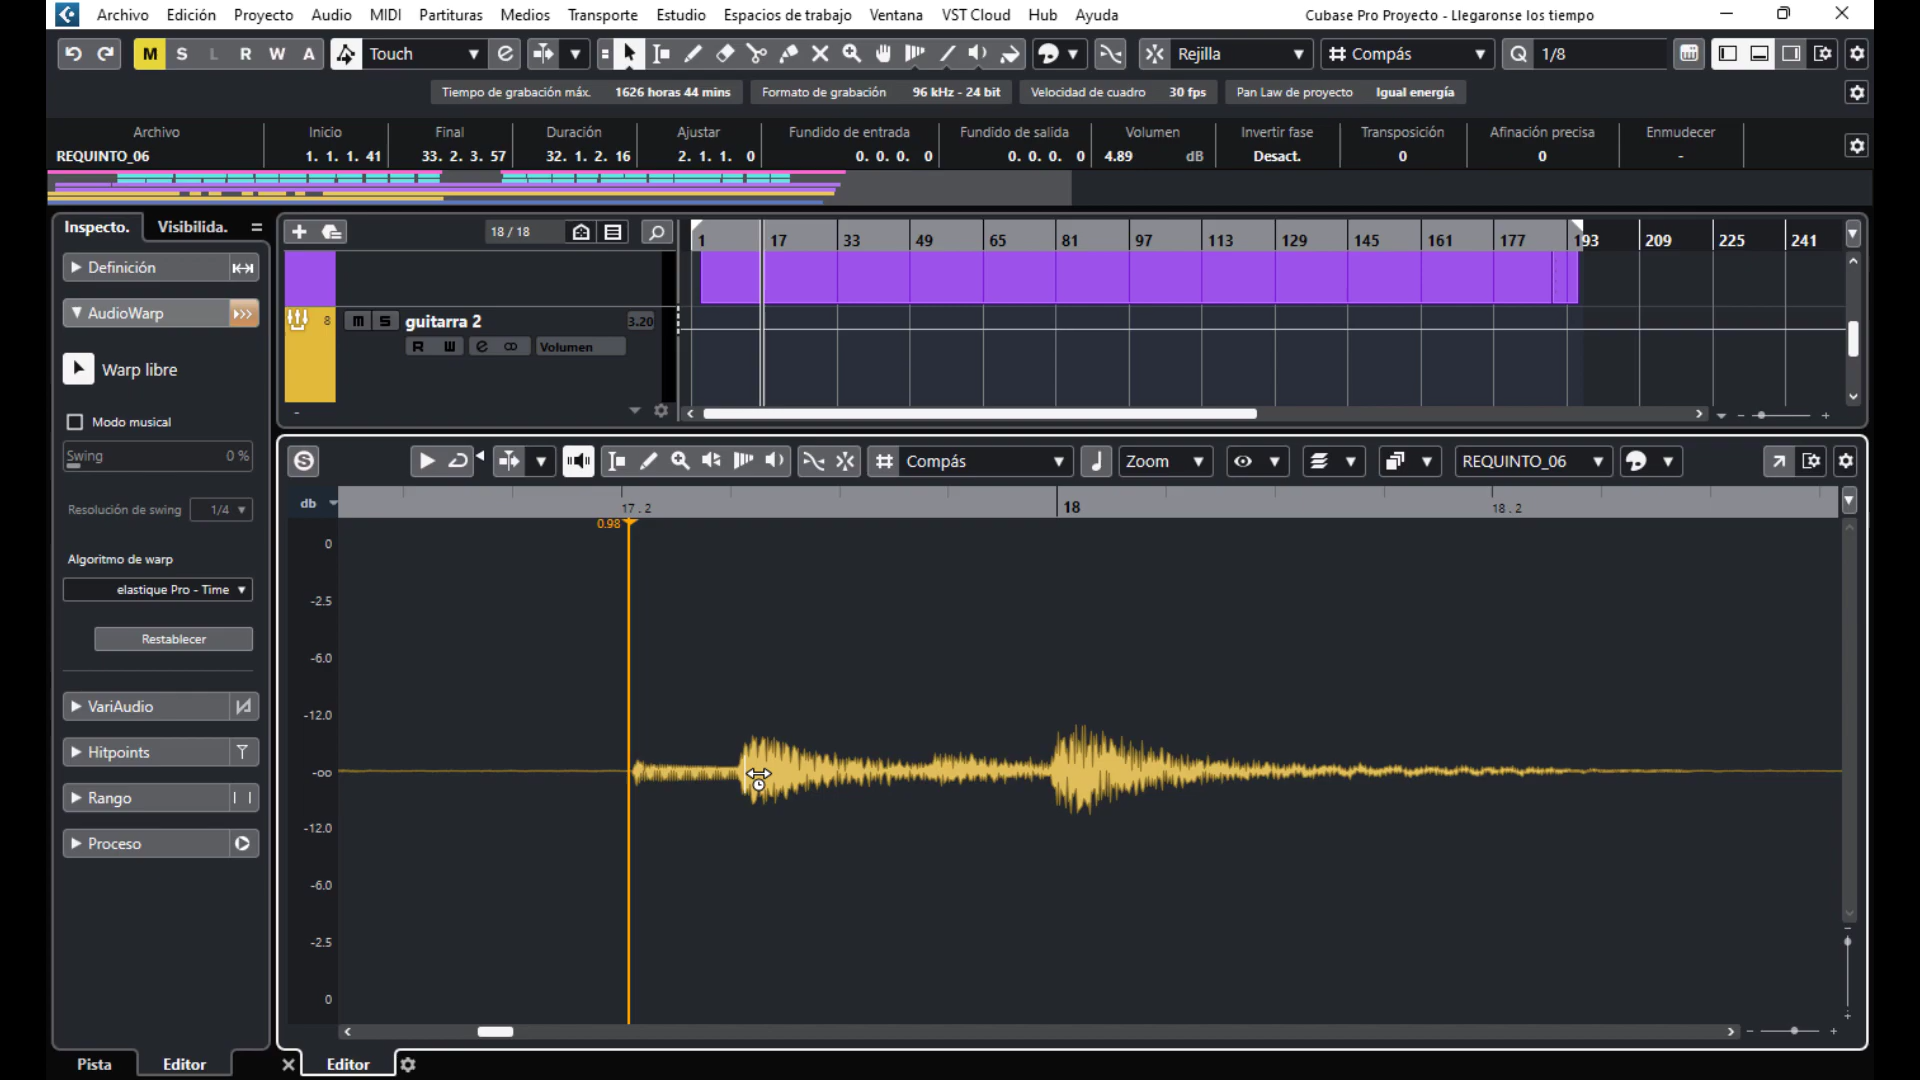 Archivo Edición Proyecto Audio MIDI Partituras Medios Transporte Estudio Espacios de trabajo Ventana VST Cloud Hub Ayuda Cubase Pro Proyecto - Llegaronse los tiempo
M S L R W A Touch Rejilla Compás Q 1/8
Tiempo de grabación máx. 1626 horas 44 mins Formato de grabación 96 kHz - 24 bit Velocidad de cuadro 30 fps Pan Law de proyecto Igual energía
Archivo Inicio Final Duración Ajustar Fundido de entrada Fundido de salida Volumen Invertir fase Transposición Afinación precisa Enmudecer
REQUINTO_06 1. 1. 1. 41 33. 2. 3. 57 32. 1. 2. 16 2. 1. 1. 0 0. 0. 0. 0 0. 0. 0. 0 4.89 dB Desact. 0 0 -
Inspecto. Visibilida. 18 / 18
1 17 33 49 65 81 97 113 129 145 161 177 193 209 225 241
Definición
AudioWarp
8 m S guitarra 2 3.20
R W e Volumen
Warp libre
Modo musical
Swing 0 %
Resolución de swing 1/4
Algoritmo de warp
elastique Pro - Time
Restablecer
VariAudio
Hitpoints
Rango
Proceso
Compás Zoom REQUINTO_06
db 17 . 2 18 18 . 2
0.98
0
-2.5
-6.0
-12.0
-oo
-12.0
-6.0
-2.5
0
Pista Editor Editor